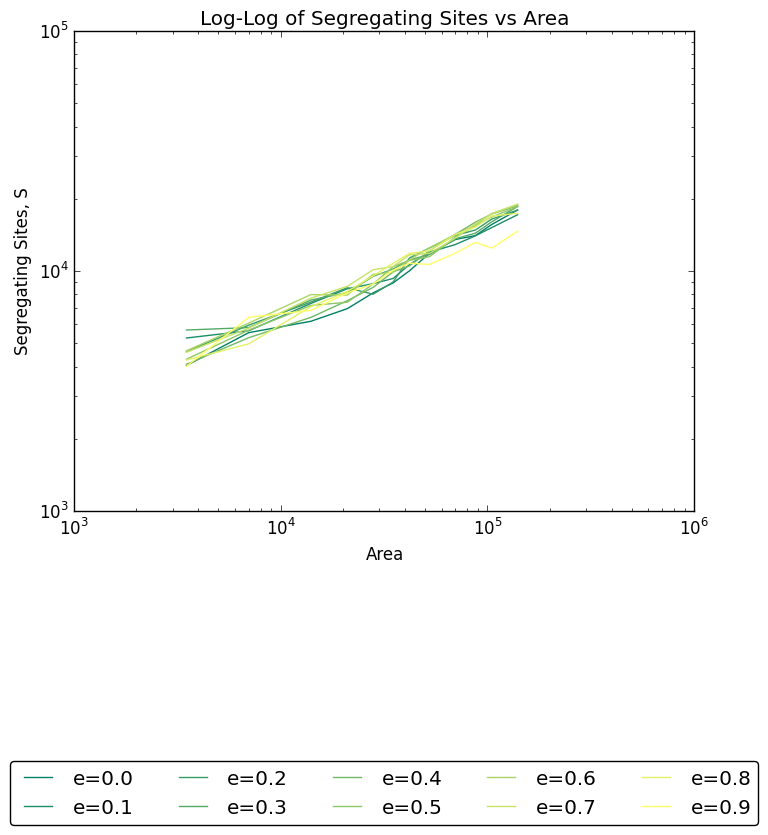 Log-Log of Segregating Sites vs Area
10^5
10^4
10^3
Segregating Sites, S
10^3 10^4 10^5 10^6
Area
e=0.0 e=0.2 e=0.4 e=0.6 e=0.8
e=0.1 e=0.3 e=0.5 e=0.7 e=0.9